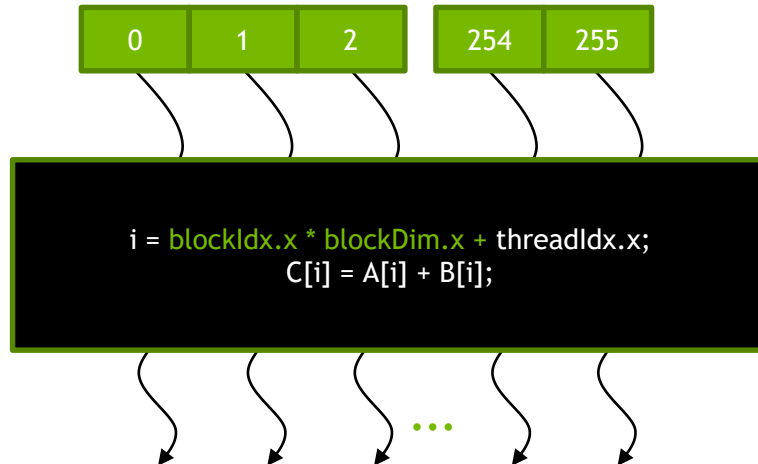 0 1 2 254 255
i = blockIdx.x * blockDim.x + threadIdx.x;
C[i] = A[i] + B[i];
...